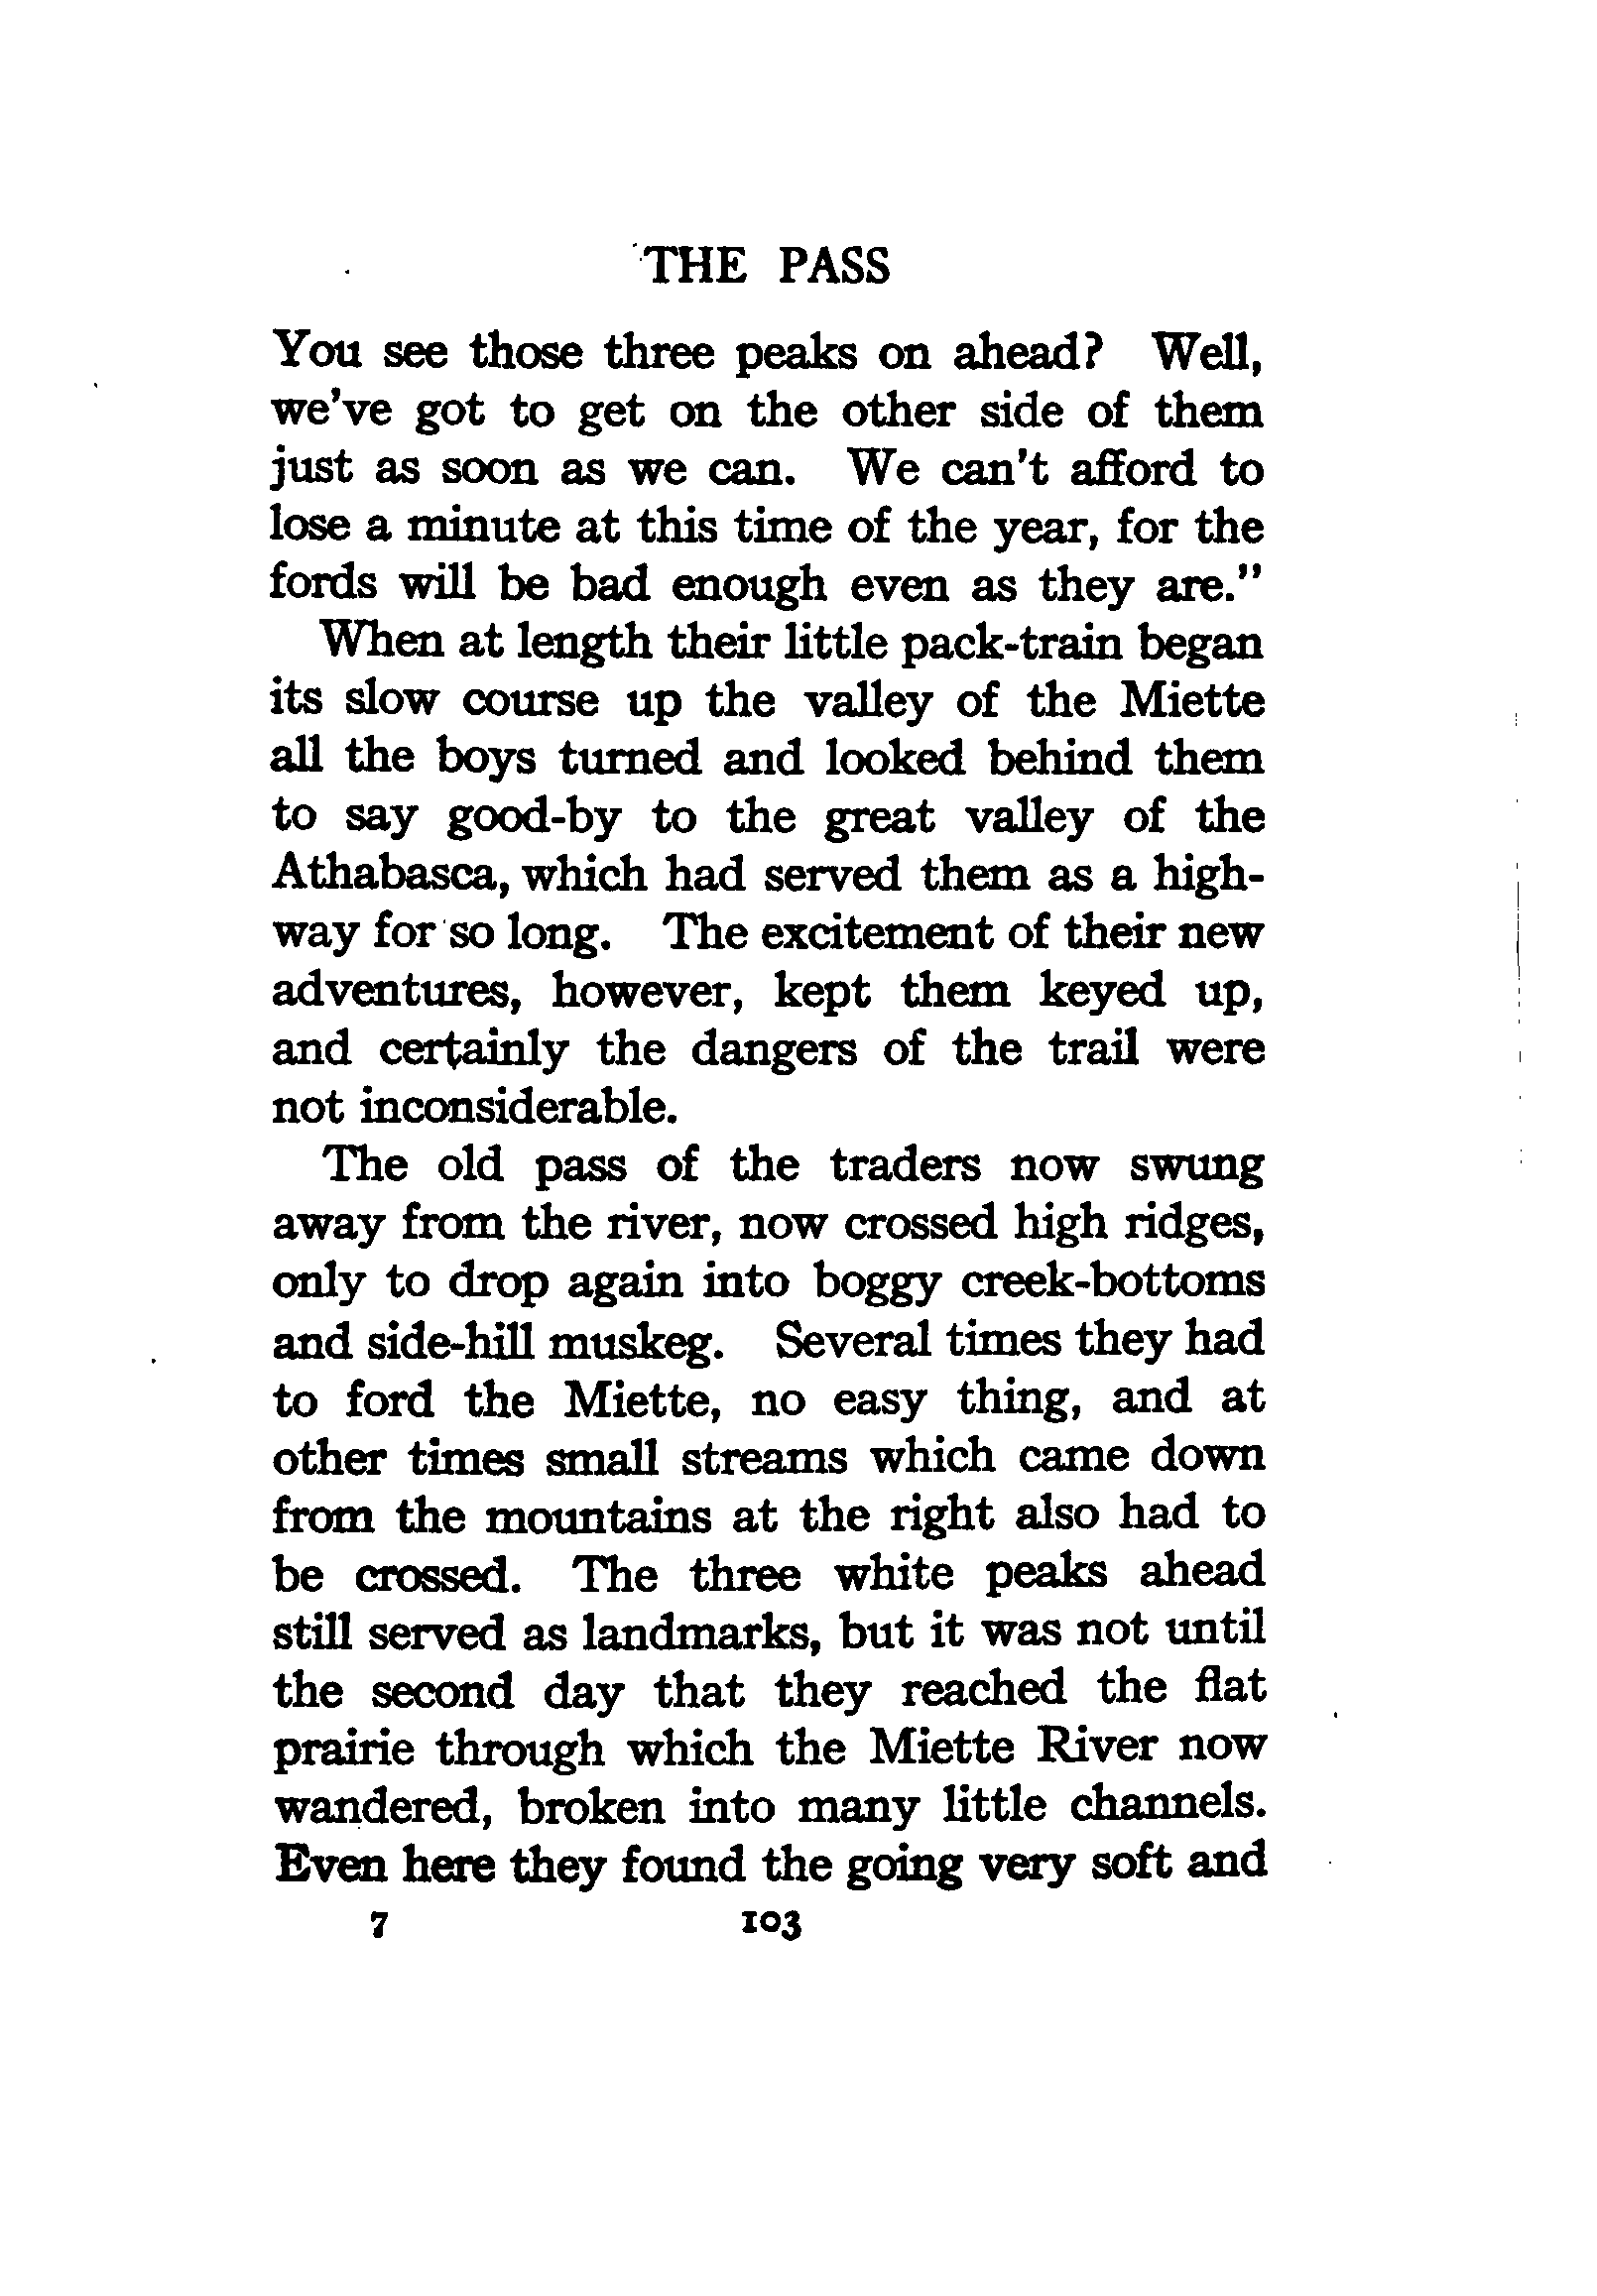 THE PASS
You see those three peaks on ahead? Well,
we've got to get on the other side of them
just as soon as we can. We can't afford to
lose a minute at this time of the year, for the
fords will be bad enough even as they are."
When at length their little pack-train began
its slow course up the valley of the Miette
all the boys turned and looked behind them
to say good-by to the great valley of the
Athabasca, which had served them as a high-
way for so long. The excitement of their new
adventures, however, kept them keyed up,
and certainly the dangers of the trail were
not inconsiderable.
The old pass of the traders now swung
away from the river, now crossed high ridges,
only to drop again into boggy creek-bottoms
and side-hill muskeg. Several times they had
to ford the Miette, no easy thing, and at
other times small streams which came down
from the mountains at the right also had to
be crossed. The three white peaks ahead
still served as landmarks, but it was not until
the second day that they reached the flat
prairie through which the Miette River now
wandered, broken into many little channels.
Even here they found the going very soft and
7 103